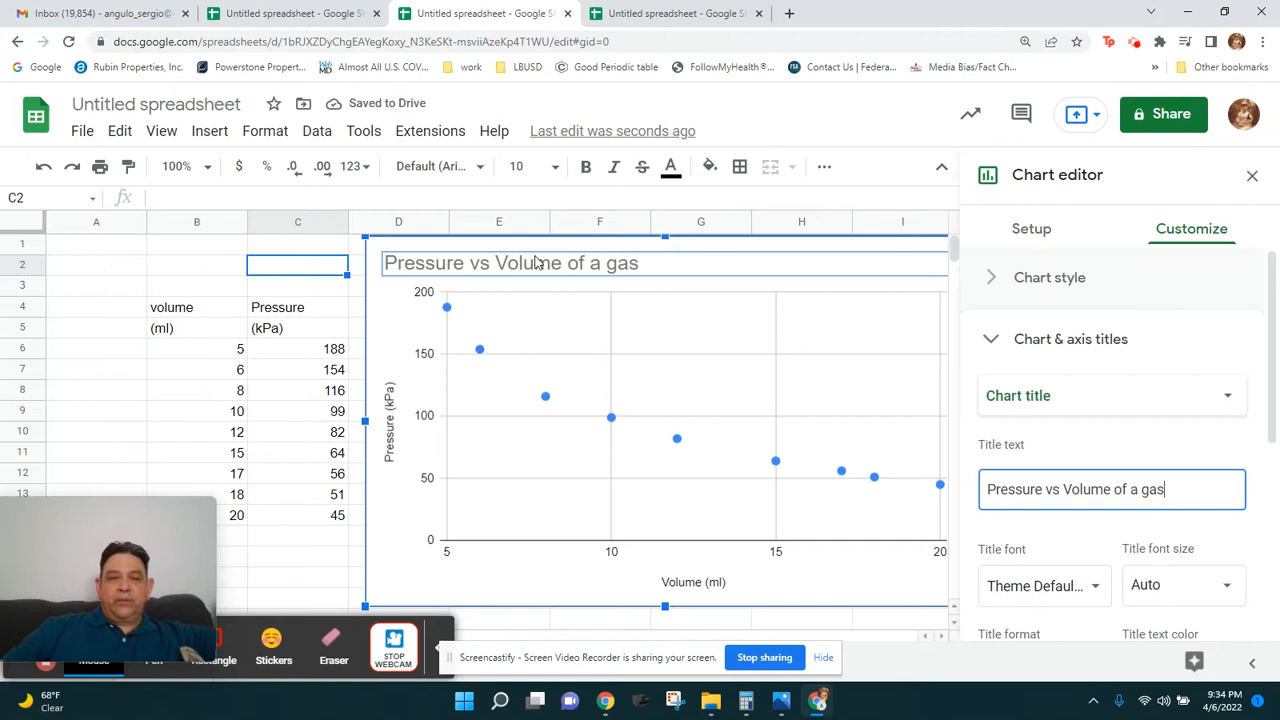 Inbox (19,854) - angulo_sergio@
Untitled spreadsheet - Google Sh
Untitled spreadsheet - Google Sh
Untitled spreadsheet - Google Sh
docs.google.com/spreadsheets/d/1bRJXZDyChgEAYegKoxy_N3KeSKt-msviiAzeKp4T1WU/edit#gid=0
Google
Rubin Properties, Inc.
Powerstone Propert...
Almost All U.S. COV...
work
LBUSD
Good Periodic table
FollowMyHealth®...
Contact Us | Federa...
Media Bias/Fact Ch...
Other bookmarks
Untitled spreadsheet
Saved to Drive
Share
File Edit View Insert Format Data Tools Extensions Help Last edit was seconds ago
100% $ % .0 .00 123 Default (Ari... 10 B I S A
C2 fx
Chart editor
Setup Customize
A B C D E F G H I
1
2
3
4 volume Pressure
5 (ml) (kPa)
6 5 188
7 6 154
8 8 116
9 10 99
10 12 82
11 15 64
12 17 56
13 18 51
20 45
Pressure vs Volume of a gas
200
150
100
50
0
Pressure (kPa)
5 10 15 20
Volume (ml)
Chart style
Chart & axis titles
Chart title
Title text
Pressure vs Volume of a gas
Title font Title font size
Theme Defaul... Auto
Title format Title text color
Mouse Pen Rectangle Stickers Eraser STOP WEBCAM
Screencastify - Screen Video Recorder is sharing your screen. Stop sharing Hide
68°F
Clear
9:34 PM
4/6/2022